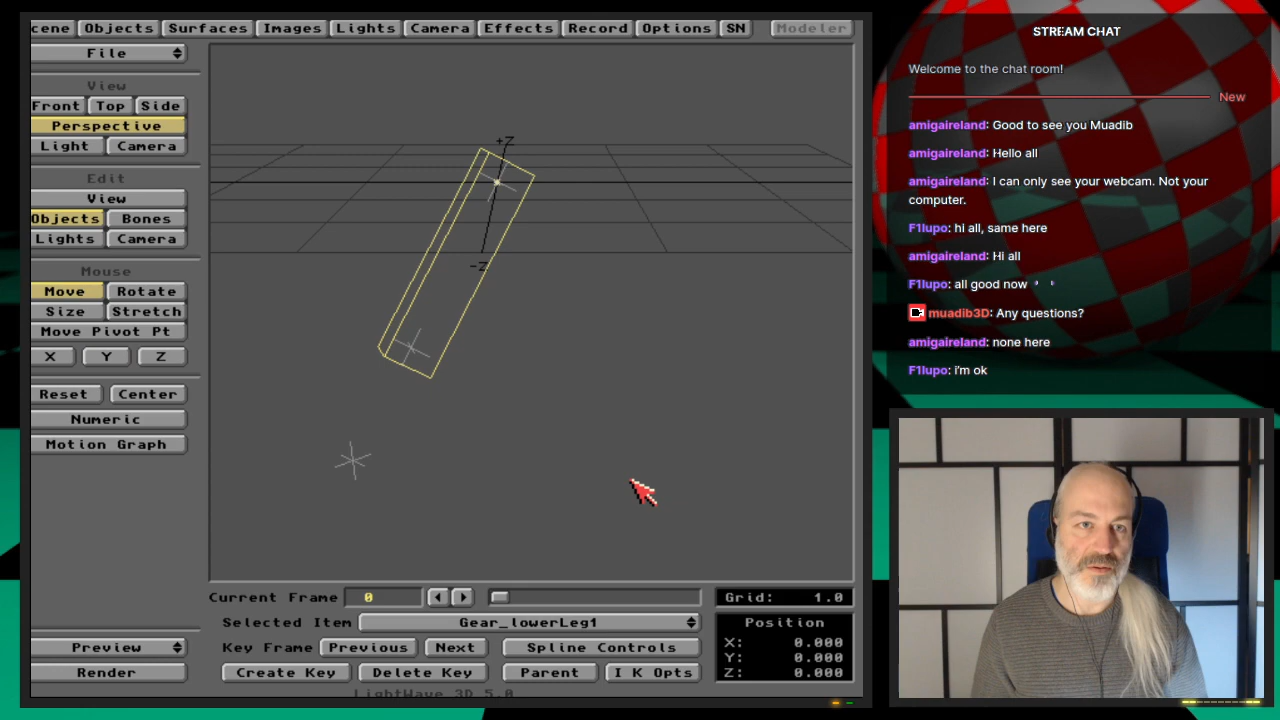 cene Objects Surfaces Images Lights Camera Effects Record Options SN Modeler
File
View
Front Top Side
Perspective
Light Camera
Edit
View
Objects Bones
Lights Camera
Mouse
Move Rotate
Size Stretch
Move Pivot Pt
X Y Z
Reset Center
Numeric
Motion Graph
Preview
Render
+Z
-Z
Current Frame 0
Selected Item Gear_lowerLeg1
Key Frame Previous Next Spline Controls
Create Key Delete Key Parent I K Opts
LightWave 3D 5.0
Grid: 1.0
Position
X: 0.000
Y: 0.000
Z: 0.000
STREAM CHAT
Welcome to the chat room!
New
amigaireland: Good to see you Muadib
amigaireland: Hello all
amigaireland: I can only see your webcam. Not your
computer.
F1lupo: hi all, same here
amigaireland: Hi all
F1lupo: all good now
muadib3D: Any questions?
amigaireland: none here
F1lupo: i'm ok